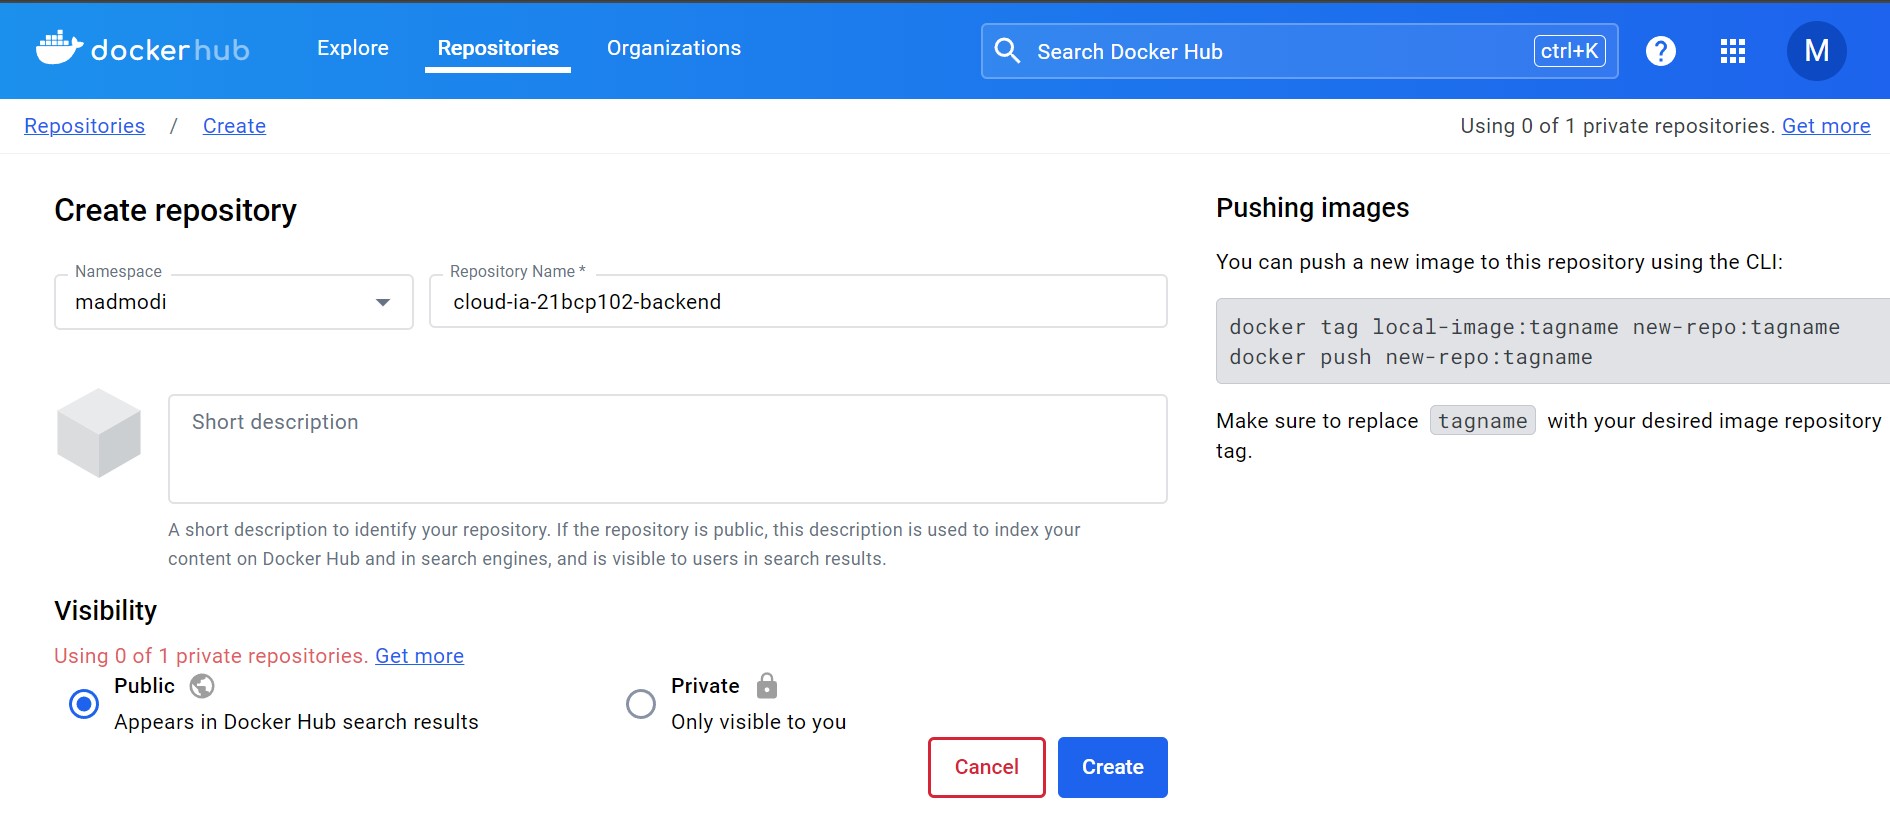 dockerhub Explore Repositories Organizations Search Docker Hub ctrl+K ? M
Repositories / Create Using 0 of 1 private repositories. Get more
Create repository
Namespace Repository Name *
madmodi cloud-ia-21bcp102-backend
Short description
A short description to identify your repository. If the repository is public, this description is used to index your
content on Docker Hub and in search engines, and is visible to users in search results.
Visibility
Using 0 of 1 private repositories. Get more
Public Private
Appears in Docker Hub search results Only visible to you
Cancel Create
Pushing images
You can push a new image to this repository using the CLI:
docker tag local-image:tagname new-repo:tagname
docker push new-repo:tagname
Make sure to replace tagname with your desired image repository
tag.